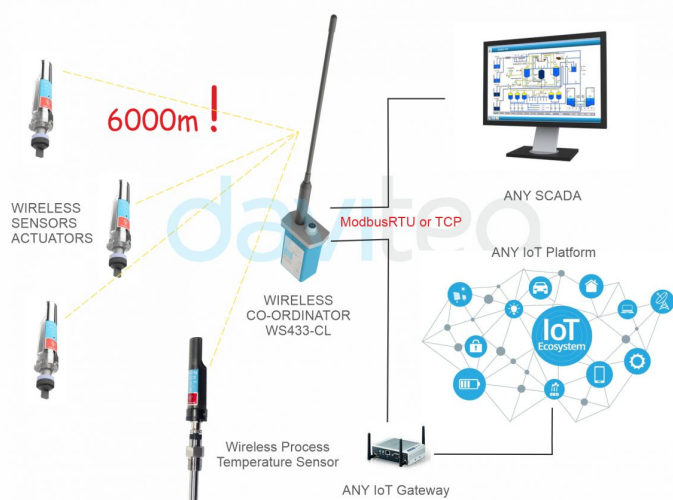 6000m !
WIRELESS
SENSORS
ACTUATORS
daviteq
ModbusRTU or TCP
WIRELESS
CO-ORDINATOR
WS433-CL
ANY SCADA
ANY IoT Platform
IoT
Ecosystem
Wireless Process
Temperature Sensor
ANY IoT Gateway